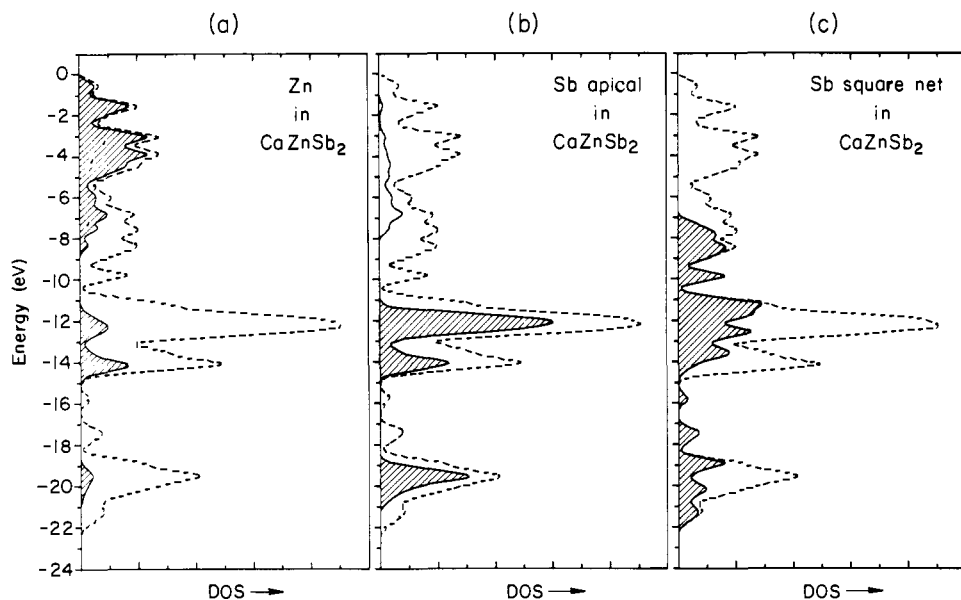 (a) (b) (c)
Zn
in
CaZnSb₂
Sb apical
in
CaZnSb₂
Sb square net
in
CaZnSb₂
Energy (eV)
0
-2
-4
-6
-8
-10
-12
-14
-16
-18
-20
-22
-24
DOS → DOS → DOS →